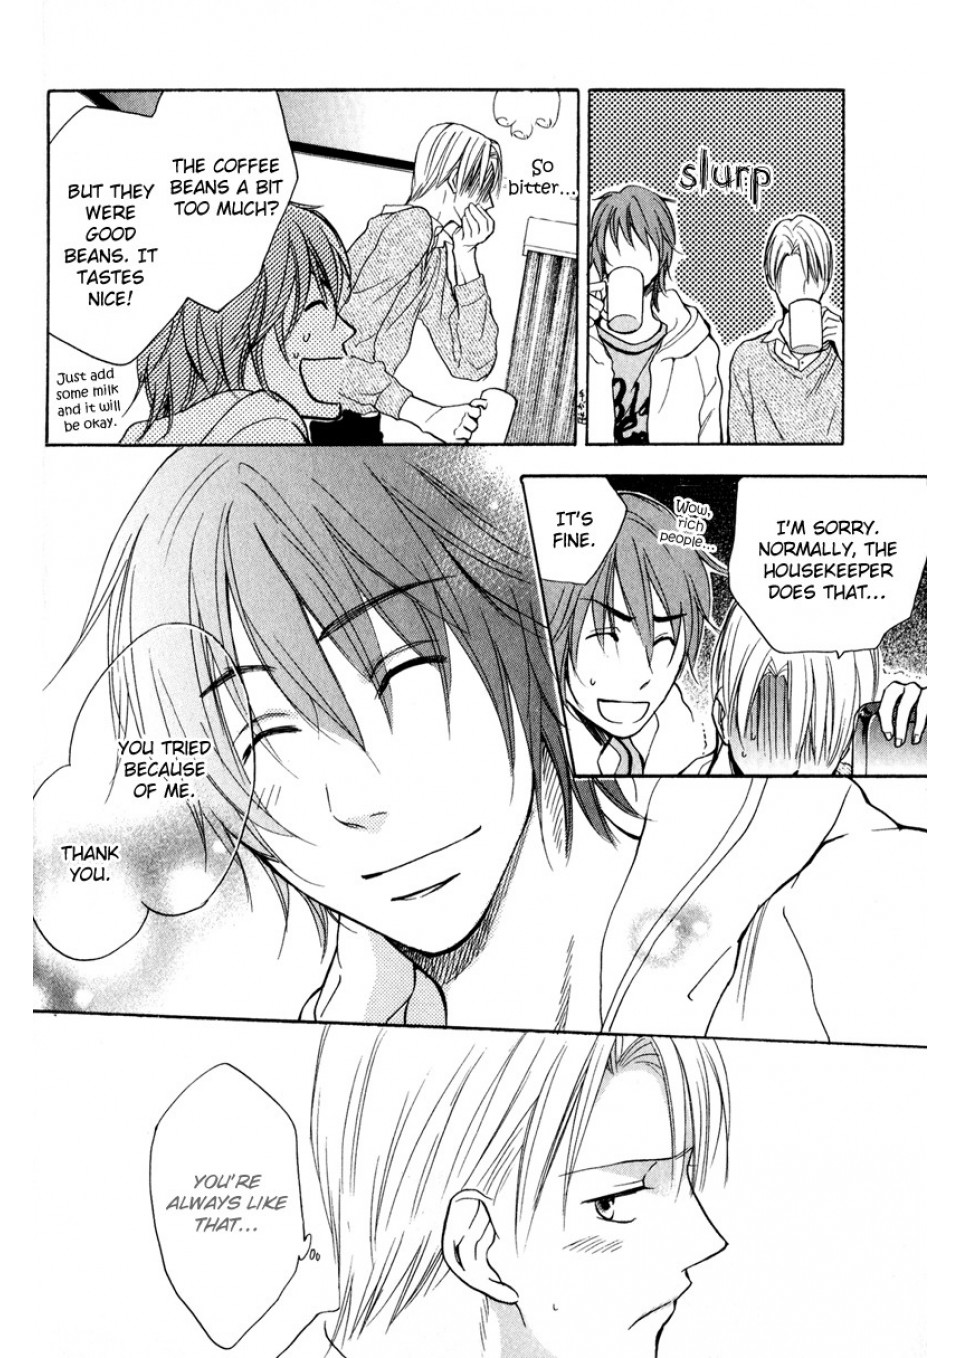 slurp
So
bitter...
THE COFFEE
BEANS A BIT
TOO MUCH?
BUT THEY
WERE
GOOD
BEANS. IT
TASTES
NICE!
Just add
some milk
and it will
be okay.
I'M SORRY.
NORMALLY, THE
HOUSEKEEPER
DOES THAT...
Wow,
rich
people...
IT'S
FINE.
YOU TRIED
BECAUSE
OF ME.
THANK
YOU.
YOU'RE
ALWAYS LIKE
THAT...